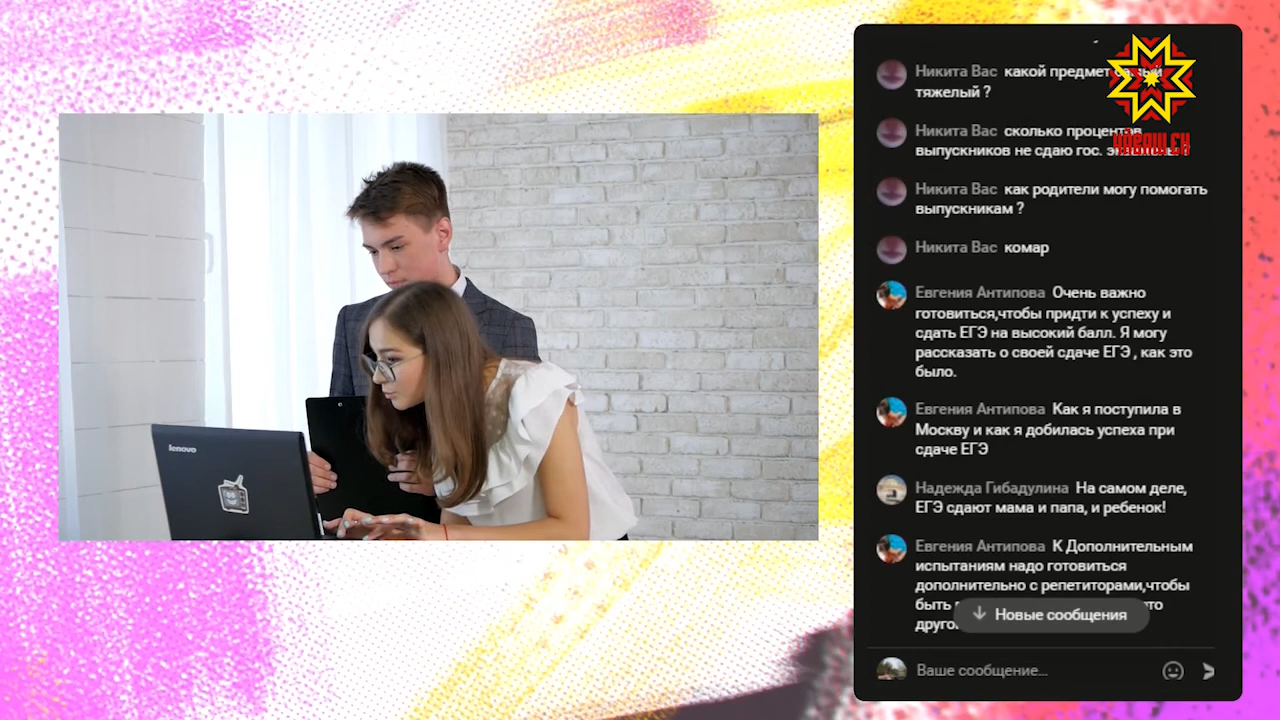 lenovo
Никита Вас какой предмет самый
тяжелый ?
Никита Вас сколько процентов
выпускников не сдаю гос.
Никита Вас как родители могу помогать
выпускникам ?
Никита Вас комар
Евгения Антипова Очень важно
готовиться,чтобы придти к успеху и
сдать ЕГЭ на высокий балл. Я могу
рассказать о своей сдаче ЕГЭ , как это
было.
Евгения Антипова Как я поступила в
Москву и как я добилась успеха при
сдаче ЕГЭ
Надежда Гибадулина На самом деле,
ЕГЭ сдают мама и папа, и ребенок!
Евгения Антипова К Дополнительным
испытаниям надо готовиться
дополнительно с репетиторами,чтобы
быть
Новые сообщения
Ваше сообщение...